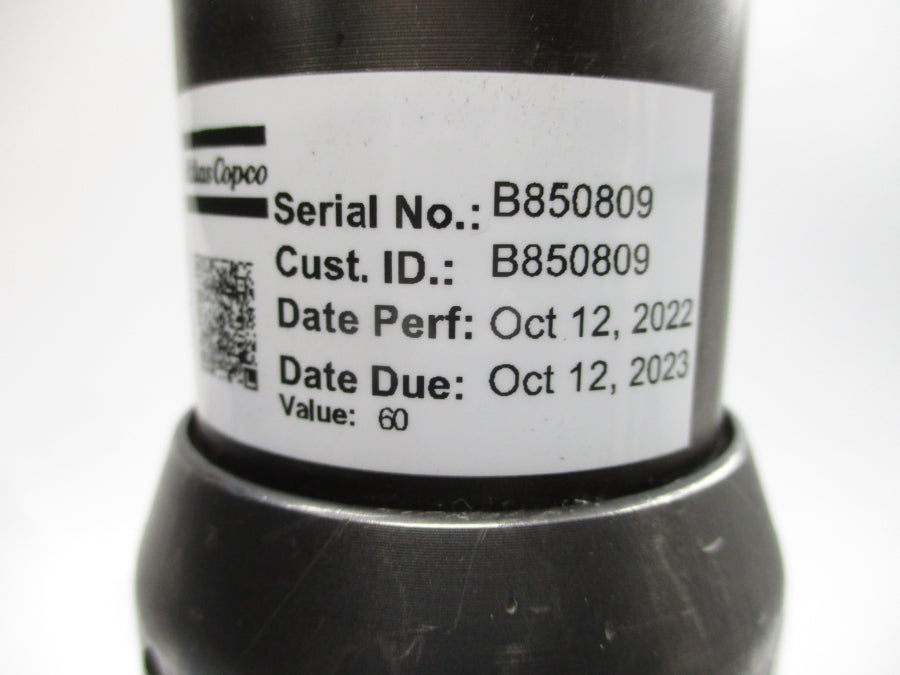 Atlas Copco
Serial No.: B850809
Cust. ID.: B850809
Date Perf: Oct 12, 2022
Date Due: Oct 12, 2023
Value: 60